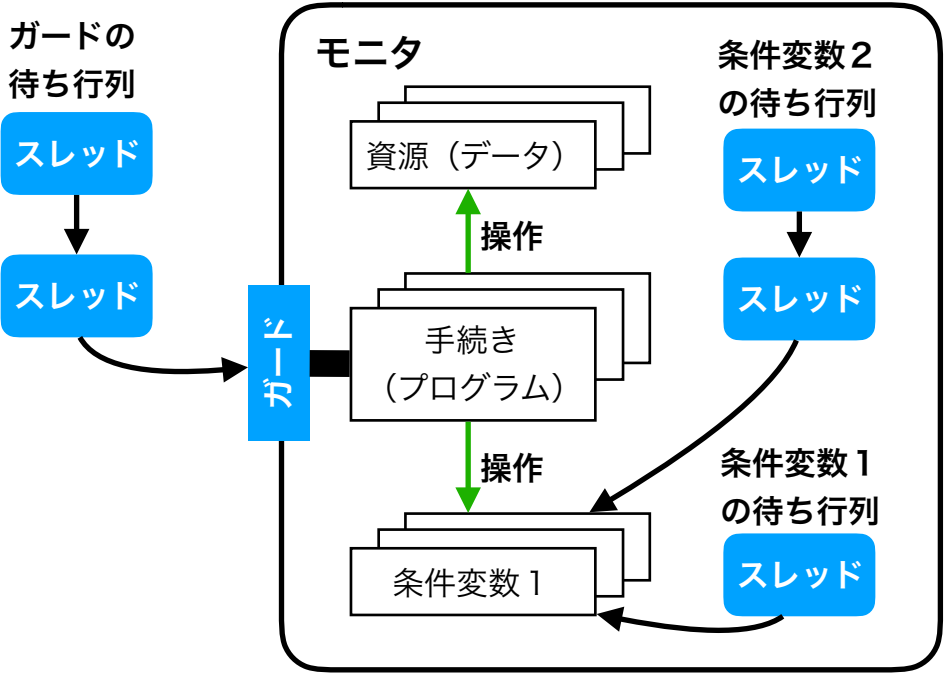 ガードの
待ち行列
スレッド
スレッド
ガード
モニタ
資源（データ）
操作
手続き
（プログラム）
操作
条件変数１
条件変数２
の待ち行列
スレッド
スレッド
条件変数１
の待ち行列
スレッド